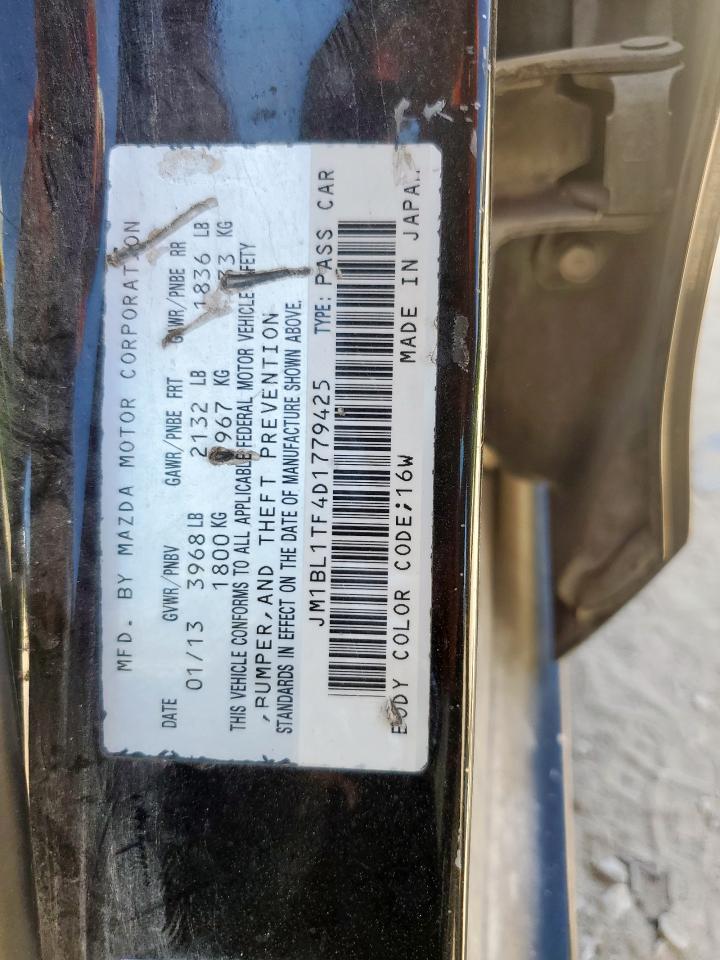 MFD. BY MAZDA MOTOR CORPORATION
DATE GVWR/PNBV GAWR/PNBE FRT GAWR/PNBE RR
01/13 3968 LB 2132 LB 1836 LB
1800 KG 967 KG KG
THIS VEHICLE CONFORMS TO ALL APPLICABLE FEDERAL MOTOR VEHICLE SAFETY
,BUMPER,AND THEFT PREVENTION
STANDARDS IN EFFECT ON THE DATE OF MANUFACTURE SHOWN ABOVE.
JM1BL1TF4D1779425 TYPE: PASS CAR
BODY COLOR CODE;16W MADE IN JAPAN